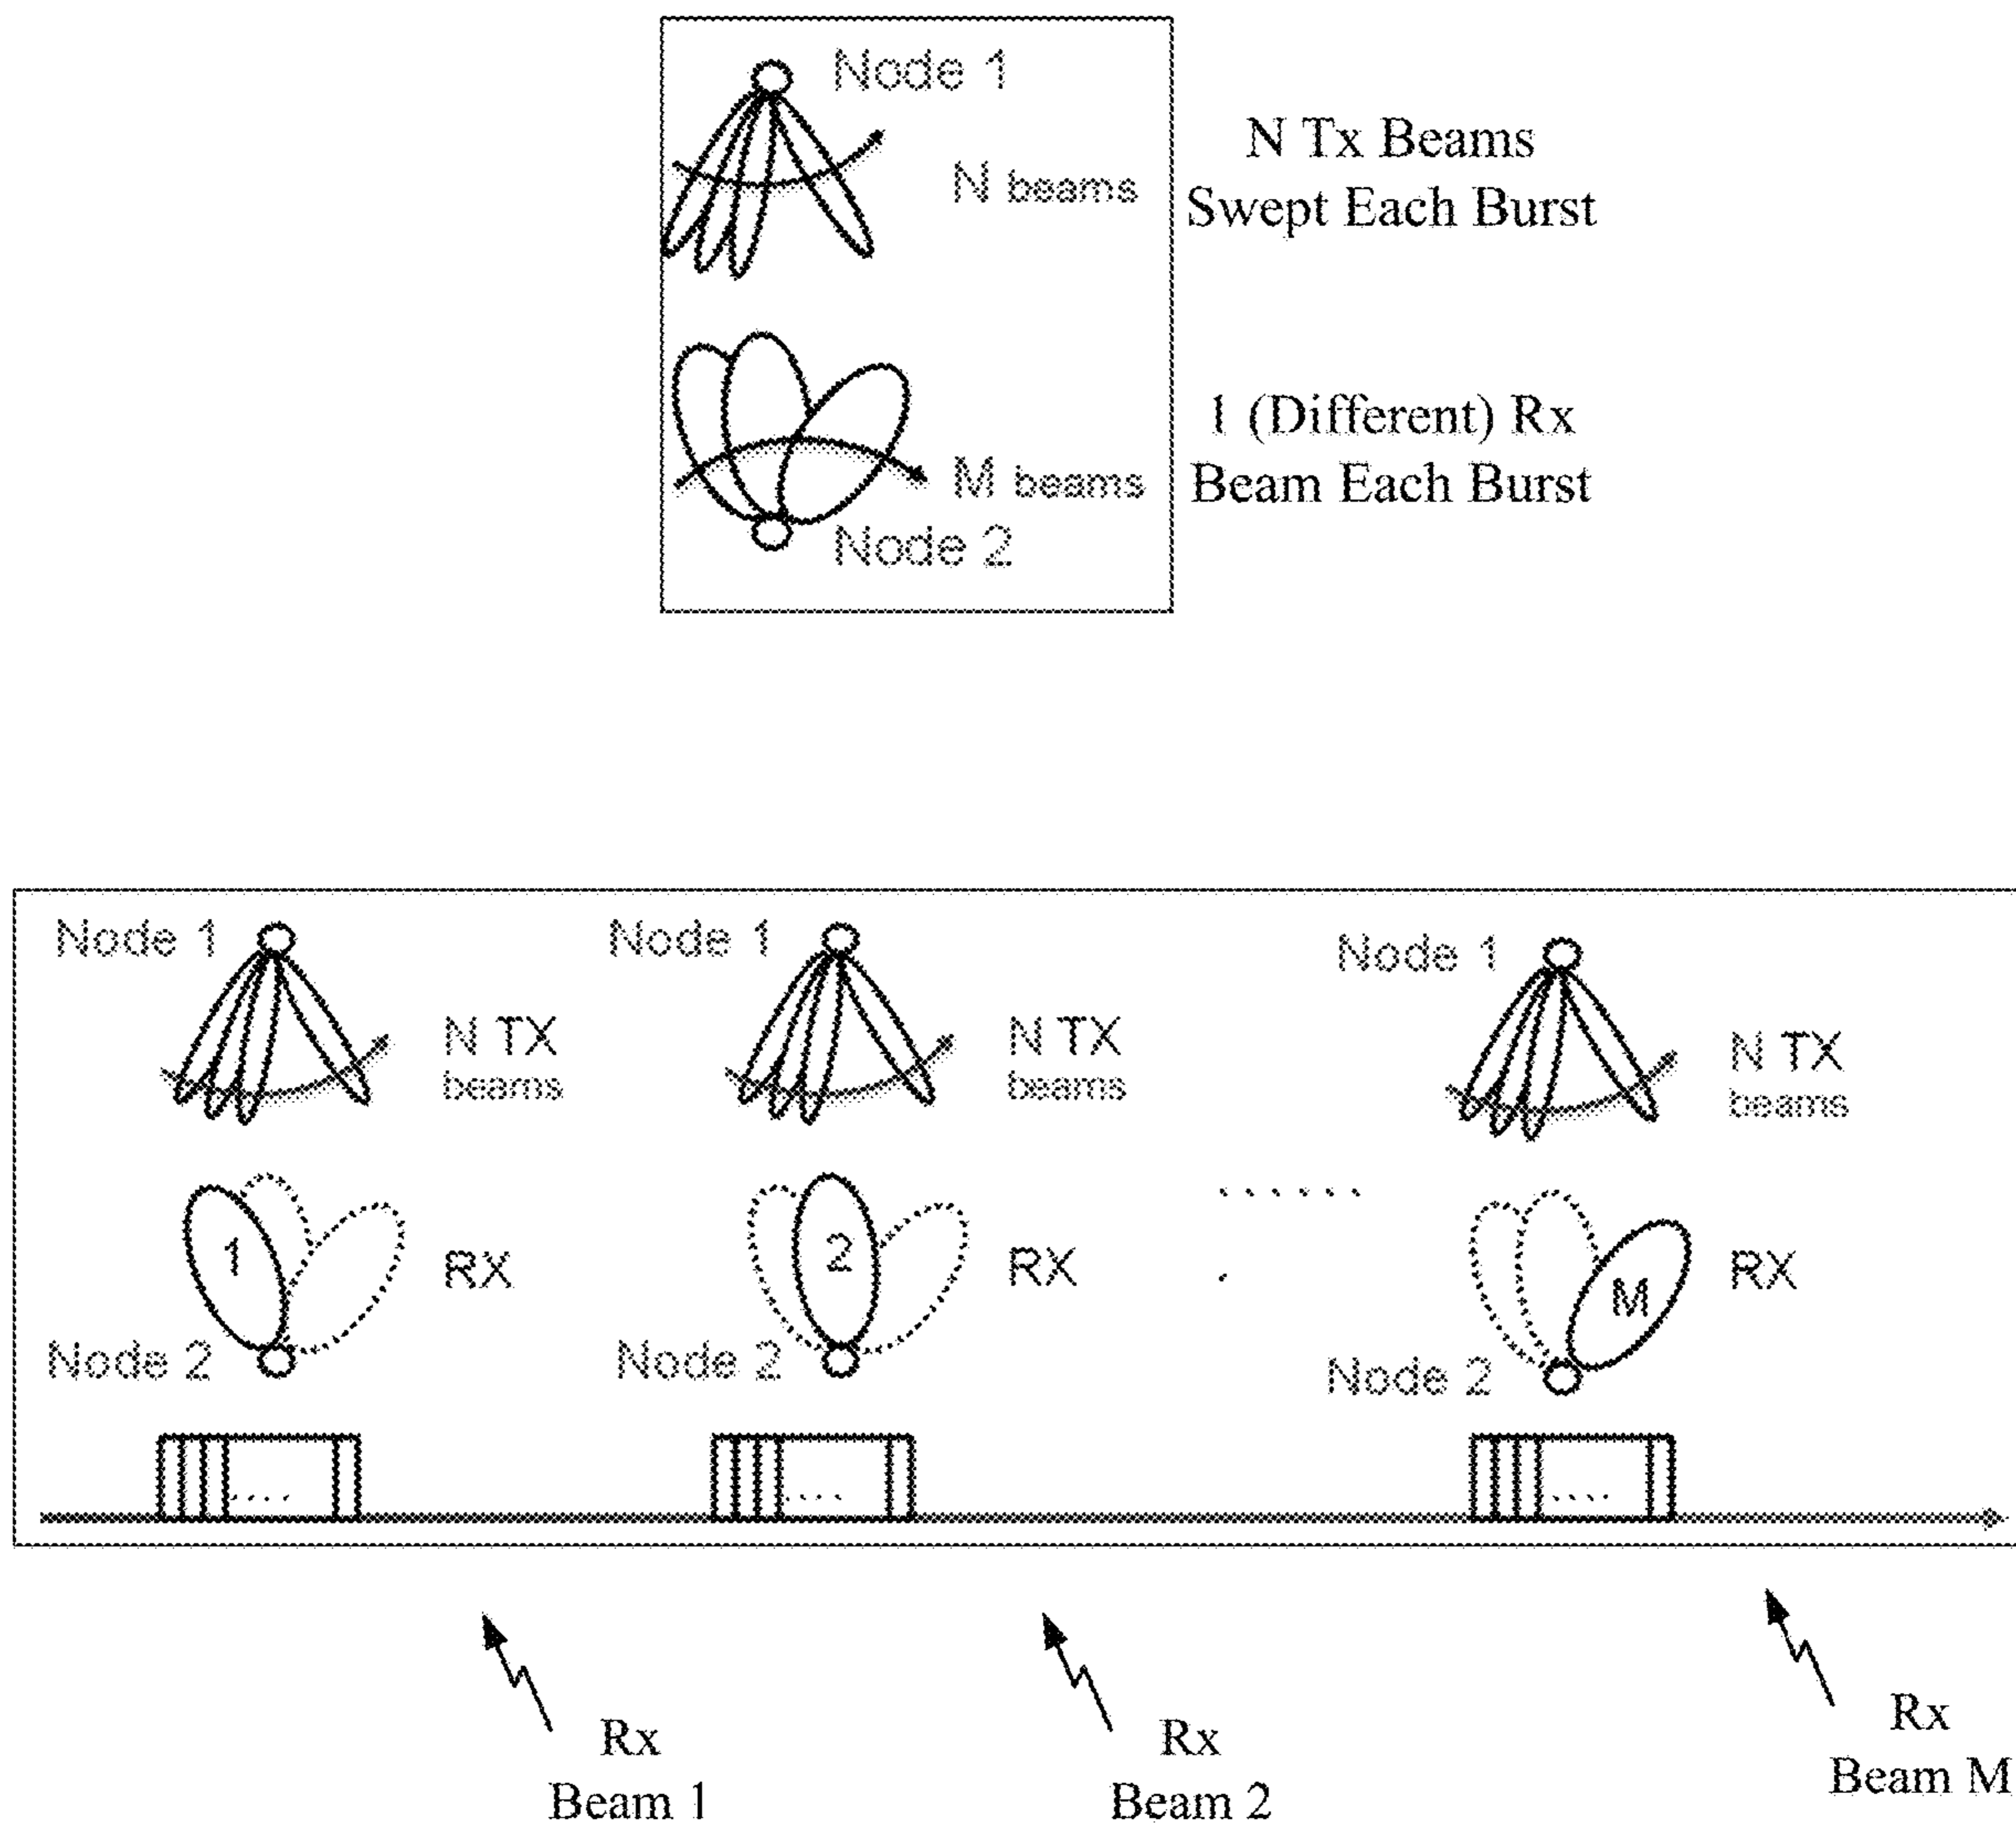 Node 1
N beams
N Tx Beams
Swept Each Burst
1 (Different) Rx
Beam Each Burst
M beams
Node 2
Node 1
Node 1
Node 1
N TX
beams
N TX
beams
N TX
beams
1
RX
2
RX
......
.
M
RX
Node 2
Node 2
Node 2
....
....
....
Rx
Beam 1
Rx
Beam 2
Rx
Beam M